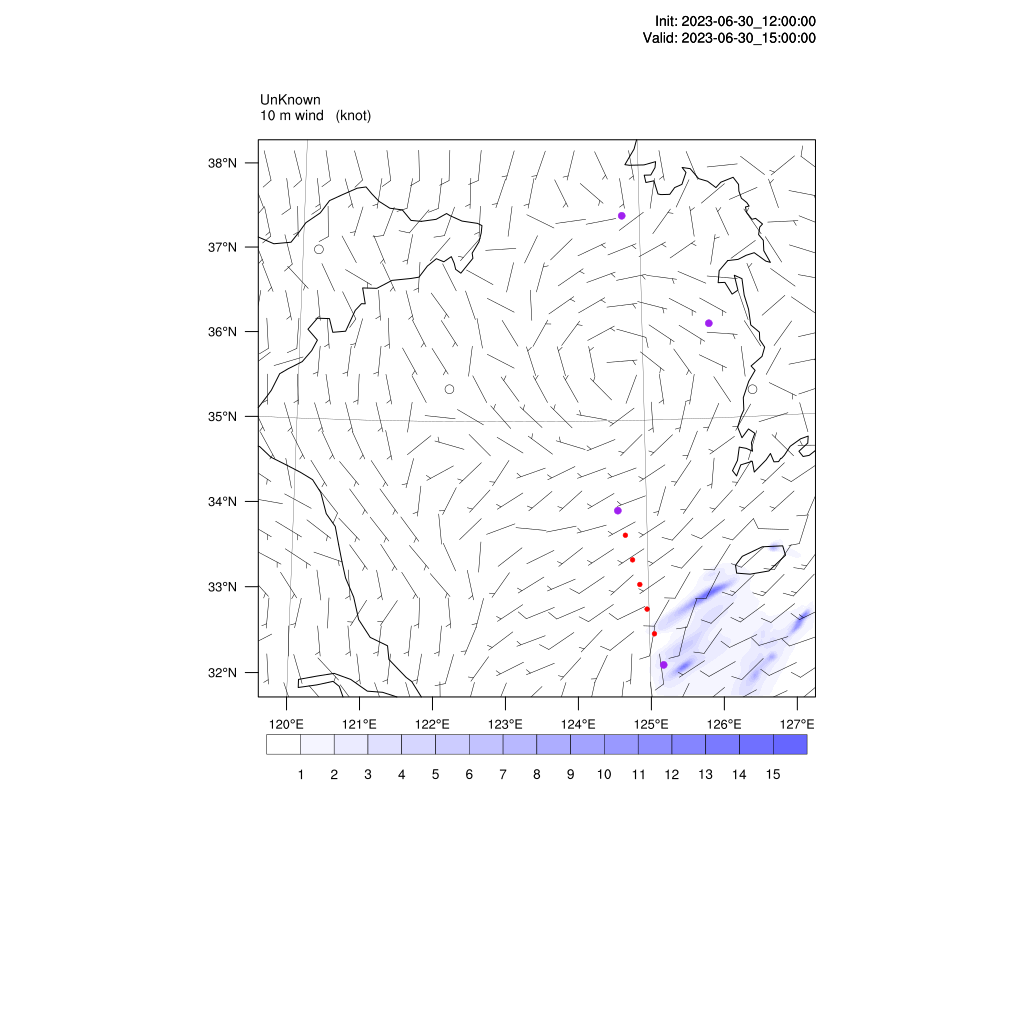 Init: 2023-06-30_12:00:00
Valid: 2023-06-30_15:00:00
UnKnown
10 m wind (knot)
38°N
37°N
36°N
35°N
34°N
33°N
32°N
120°E 121°E 122°E 123°E 124°E 125°E 126°E 127°E
1 2 3 4 5 6 7 8 9 10 11 12 13 14 15